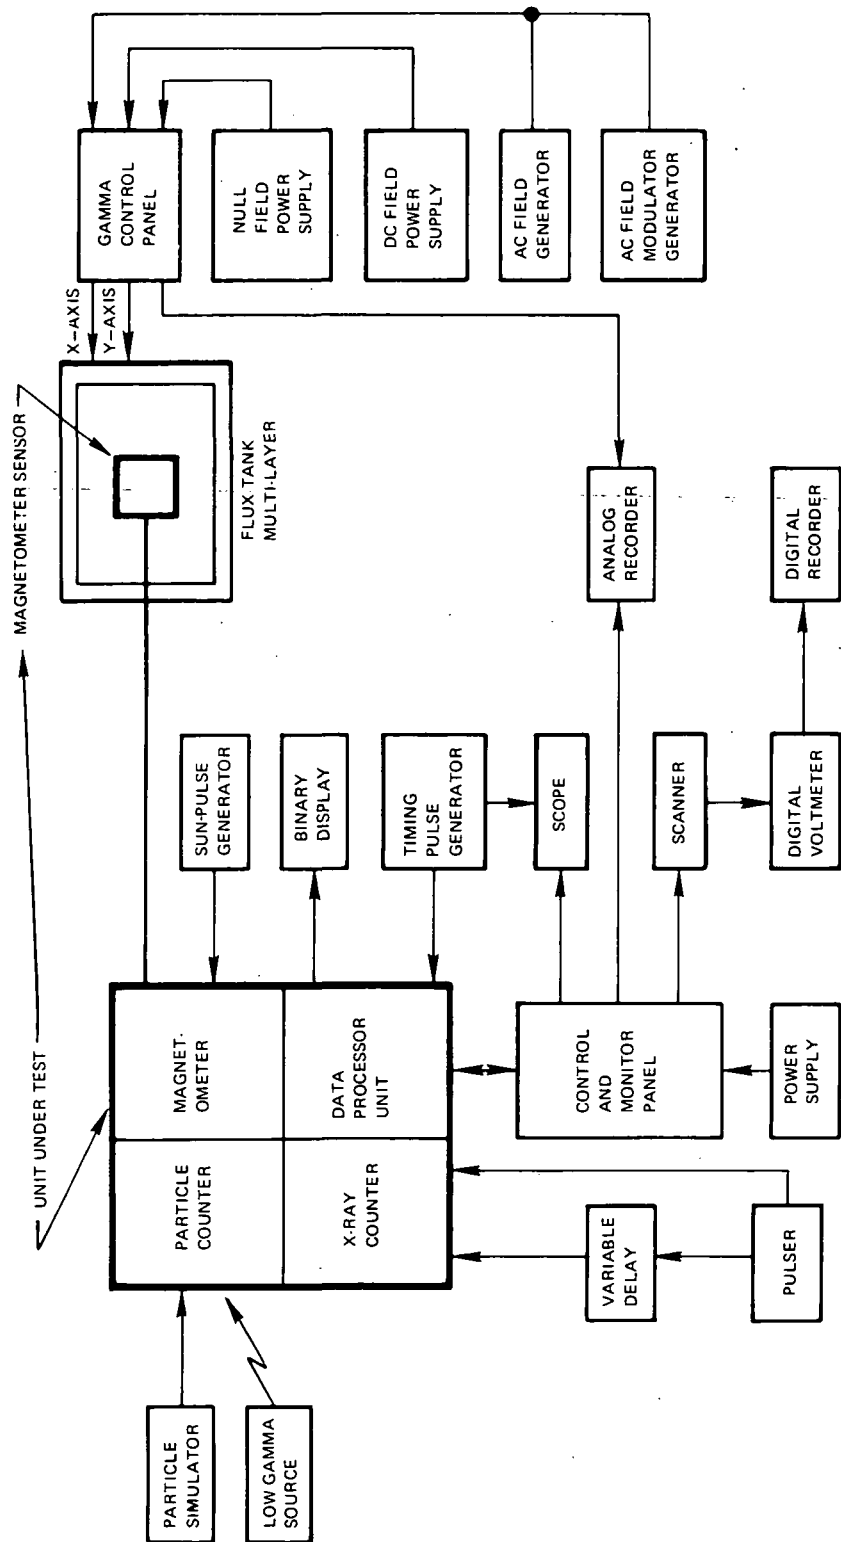 UNIT UNDER TEST
MAGNETOMETER SENSOR
PARTICLE
SIMULATOR
LOW GAMMA
SOURCE
PARTICLE
COUNTER
MAGNET-
OMETER
X-RAY
COUNTER
DATA
PROCESSOR
UNIT
SUN-PULSE
GENERATOR
BINARY
DISPLAY
TIMING
PULSE
GENERATOR
FLUX TANK
MULTI-LAYER
X-AXIS
Y-AXIS
GAMMA
CONTROL
PANEL
NULL
FIELD
POWER
SUPPLY
DC FIELD
POWER
SUPPLY
AC FIELD
GENERATOR
AC FIELD
MODULATOR
GENERATOR
VARIABLE
DELAY
PULSER
CONTROL
AND
MONITOR
PANEL
POWER
SUPPLY
SCOPE
SCANNER
DIGITAL
VOLTMETER
ANALOG
RECORDER
DIGITAL
RECORDER